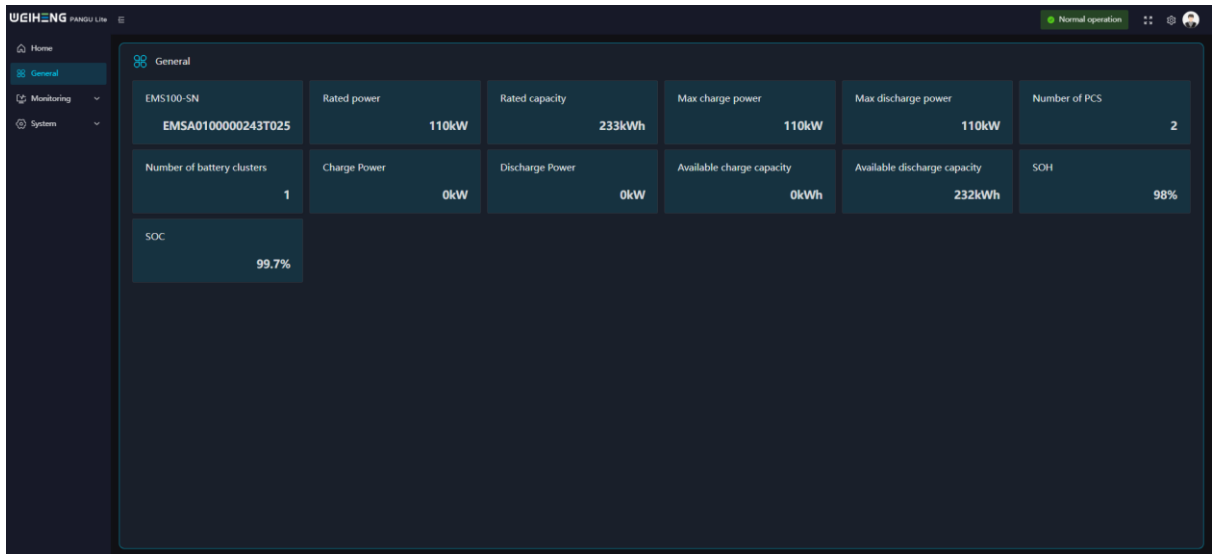 WEIHENG PANGU Lite
Normal operation
Home
General
Monitoring
System
General
EMS100-SN
EMSA0100000243T025
Rated power
110kW
Rated capacity
233kWh
Max charge power
110kW
Max discharge power
110kW
Number of PCS
2
Number of battery clusters
1
Charge Power
0kW
Discharge Power
0kW
Available charge capacity
0kWh
Available discharge capacity
232kWh
SOH
98%
SOC
99.7%